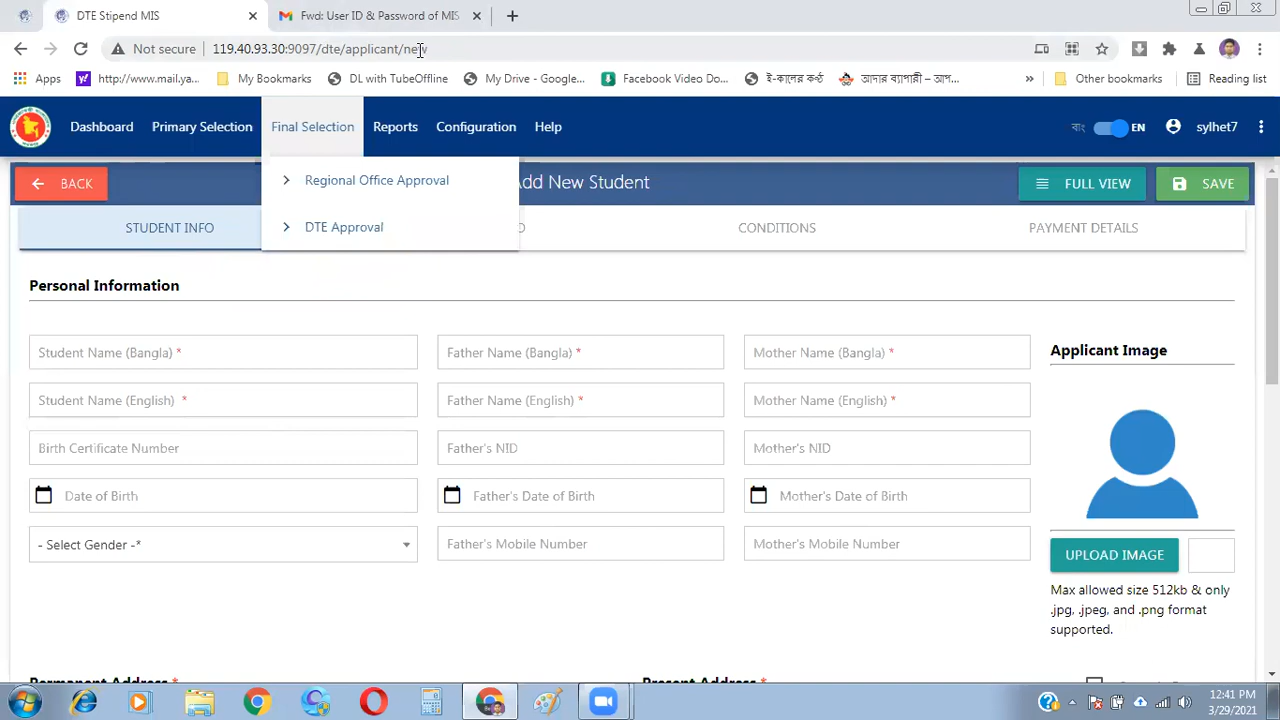 DTE Stipend MIS
Fwd: User ID & Password of MIS
Not secure 119.40.93.30:9097/dte/applicant/new
Apps http://www.mail.ya... My Bookmarks DL with TubeOffline My Drive - Google... Facebook Video Do... ই-কালের কণ্ঠ আদার ব্যাপারী – আপ... » Other bookmarks Reading list
Dashboard Primary Selection Final Selection Reports Configuration Help বাং EN sylhet7
BACK Add New Student FULL VIEW SAVE
Regional Office Approval
DTE Approval
STUDENT INFO CONDITIONS PAYMENT DETAILS
Personal Information
Student Name (Bangla) * Father Name (Bangla) * Mother Name (Bangla) * Applicant Image
Student Name (English) * Father Name (English) * Mother Name (English) *
Birth Certificate Number Father's NID Mother's NID
Date of Birth Father's Date of Birth Mother's Date of Birth
- Select Gender -* Father's Mobile Number Mother's Mobile Number
UPLOAD IMAGE
Max allowed size 512kb & only
.jpg, .jpeg, and .png format
supported.
Permanent Address * Present Address *
12:41 PM
3/29/2021